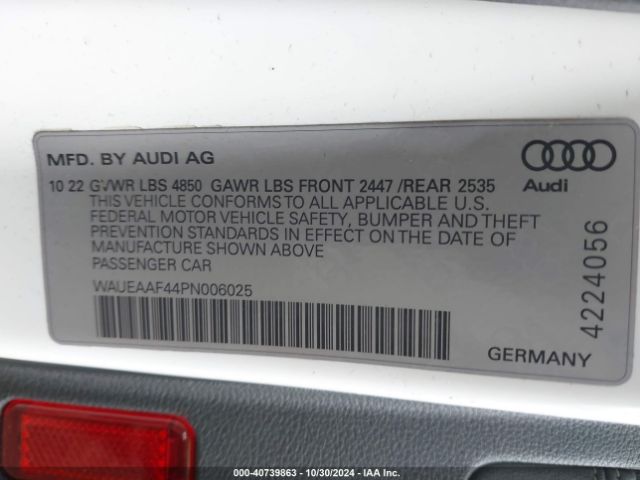 MFD. BY AUDI AG
Audi
10 22 GVWR LBS 4850 GAWR LBS FRONT 2447 /REAR 2535
THIS VEHICLE CONFORMS TO ALL APPLICABLE U.S.
FEDERAL MOTOR VEHICLE SAFETY, BUMPER AND THEFT
PREVENTION STANDARDS IN EFFECT ON THE DATE OF
MANUFACTURE SHOWN ABOVE
PASSENGER CAR
WAUEAAF44PN006025
4224056
GERMANY
000-40739863 - 10/30/2024 - IAA Inc.